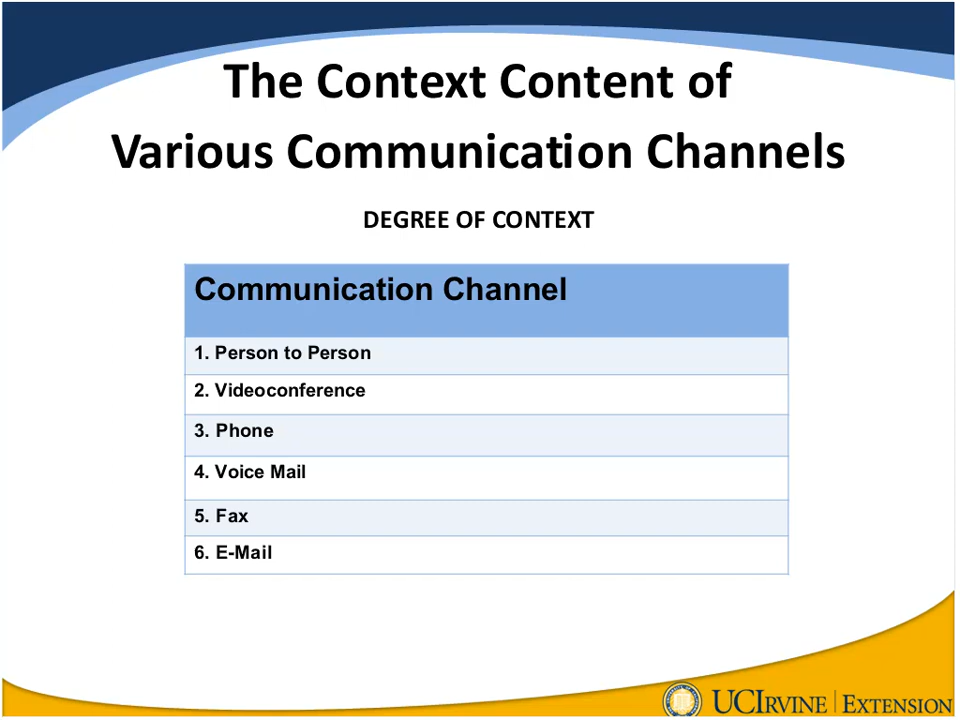 The Context Content of
Various Communication Channels
DEGREE OF CONTEXT
Communication Channel
1. Person to Person
2. Videoconference
3. Phone
4. Voice Mail
5. Fax
6. E-Mail
UCIRVINE | EXTENSION